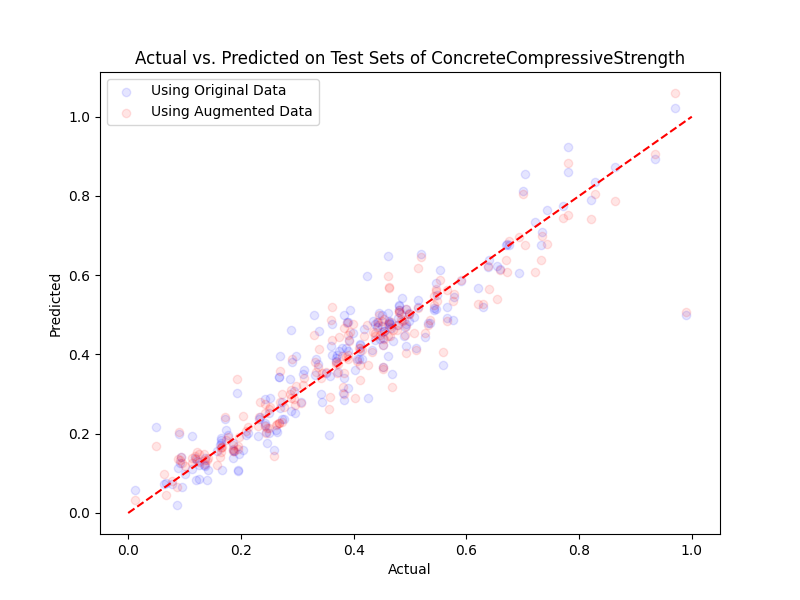 Actual vs. Predicted on Test Sets of ConcreteCompressiveStrength
Using Original Data
Using Augmented Data
1.0
0.8
0.6
0.4
0.2
0.0
Predicted
0.0 0.2 0.4 0.6 0.8 1.0
Actual